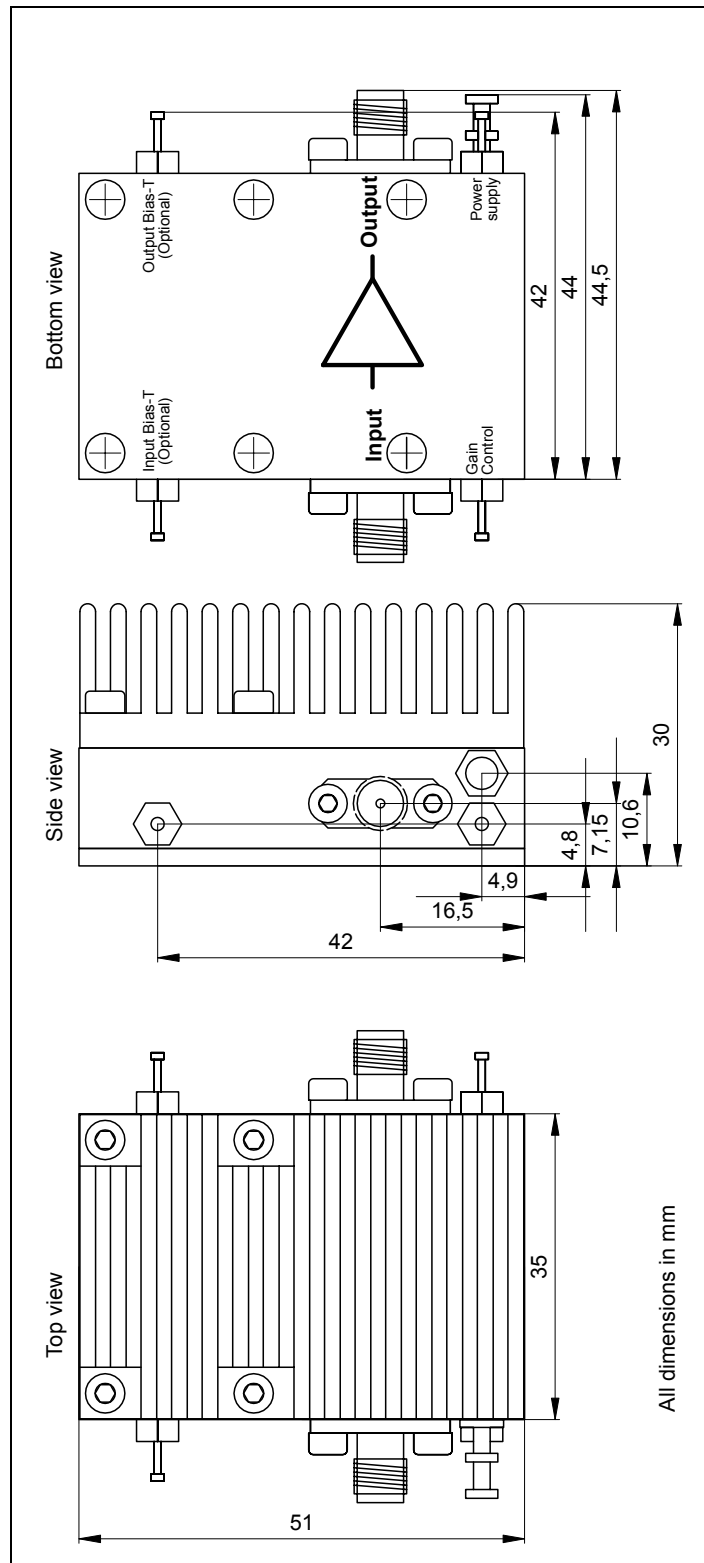 Bottom view
Input Bias-T
(Optional)
Output Bias-T
(Optional)
Input
Output
Gain
Control
Power
supply
42
44
44,5
Side view
4,8
7,15
10,6
30
4,9
16,5
42
Top view
35
51
All dimensions in mm